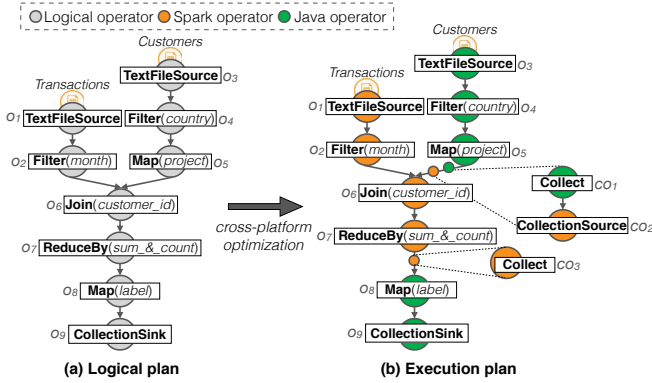 Logical operator Spark operator Java operator
Customers
TextFileSource O3
Transactions
O1 TextFileSource
Filter(country) O4
O2 Filter(month)
Map(project) O5
O6 Join(customer_id)
O7 ReduceBy(sum_&_count)
O8 Map(label)
O9 CollectionSink
(a) Logical plan
cross-platform
optimization
Customers
TextFileSource O3
Transactions
O1 TextFileSource
Filter(country) O4
O2 Filter(month)
Map(project) O5
Collect CO1
O6 Join(customer_id)
CollectionSource CO2
O7 ReduceBy(sum_&_count)
Collect CO3
O8 Map(label)
O9 CollectionSink
(b) Execution plan